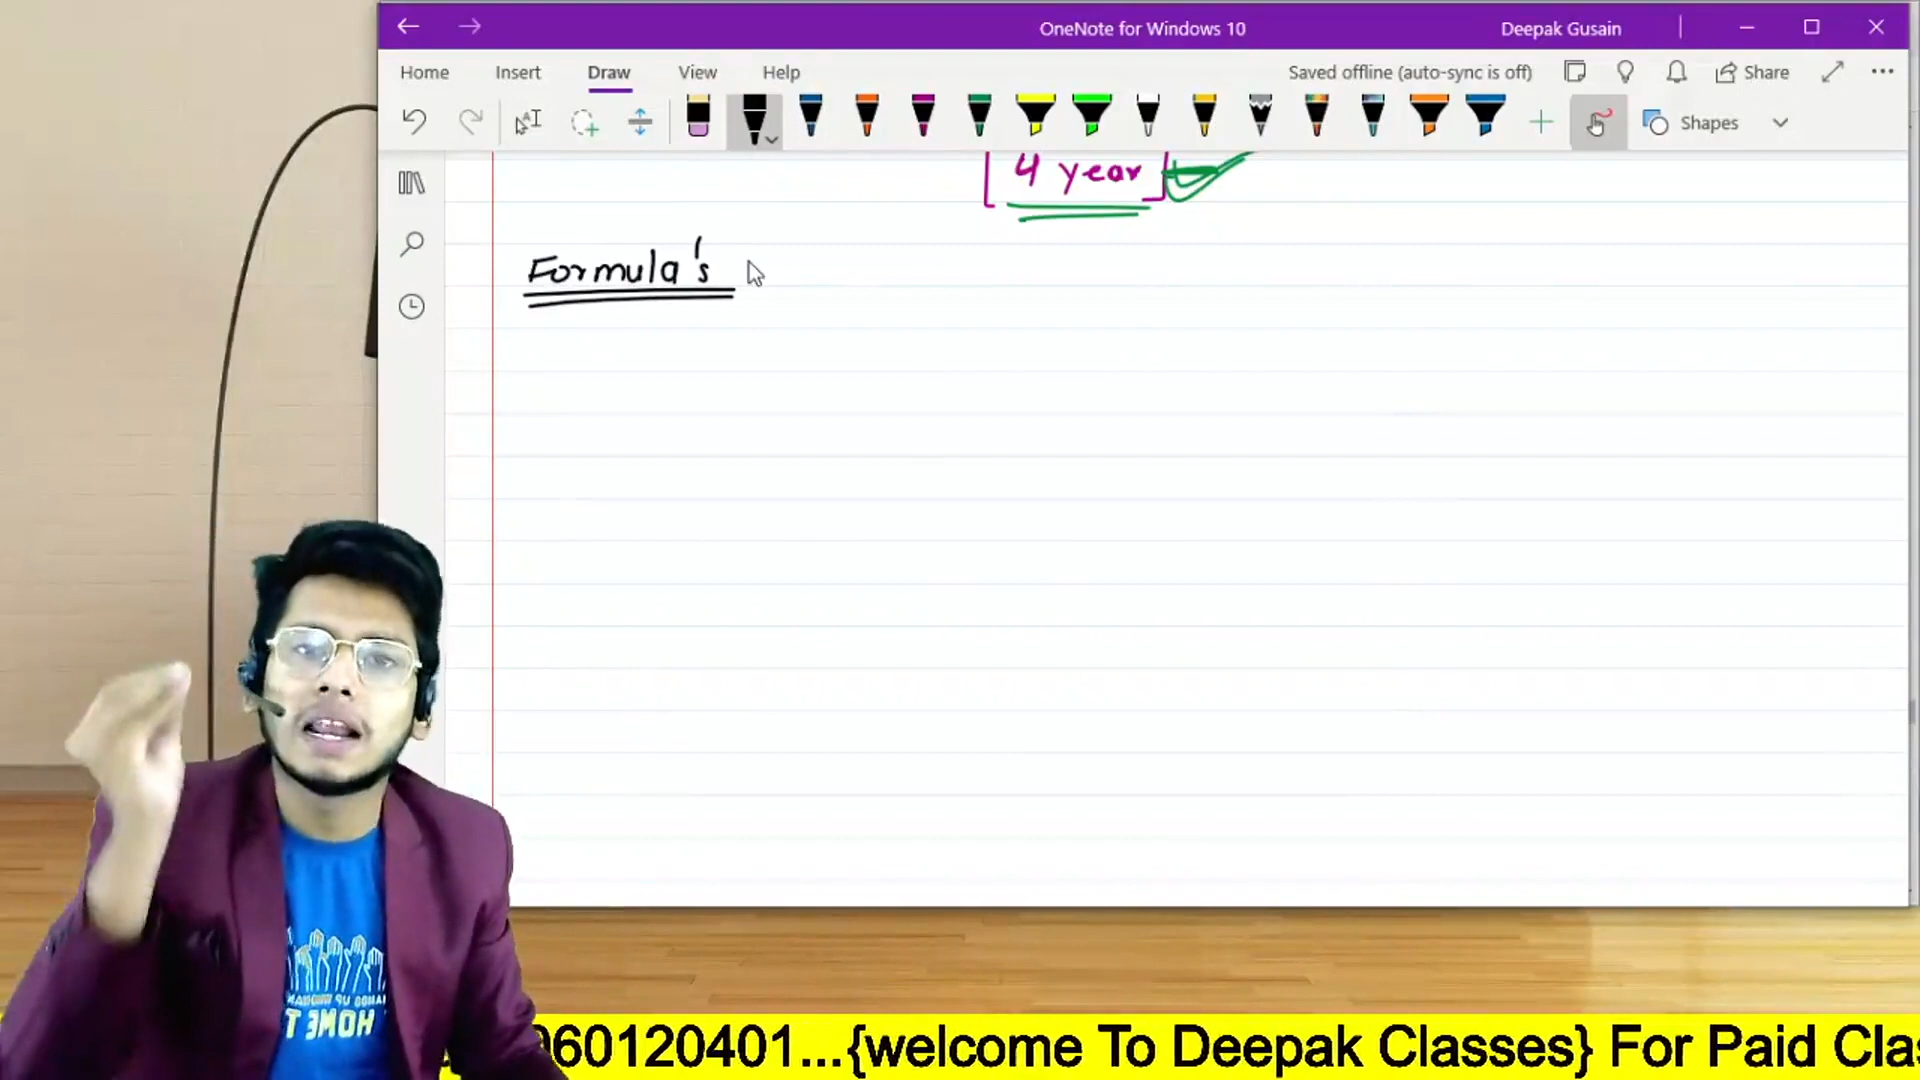 OneNote for Windows 10
Deepak Gusain
Home Insert Draw View Help
Saved offline (auto-sync is off)
Share
Shapes
4 year
Formula's
060120401...{welcome To Deepak Classes} For Paid Clas